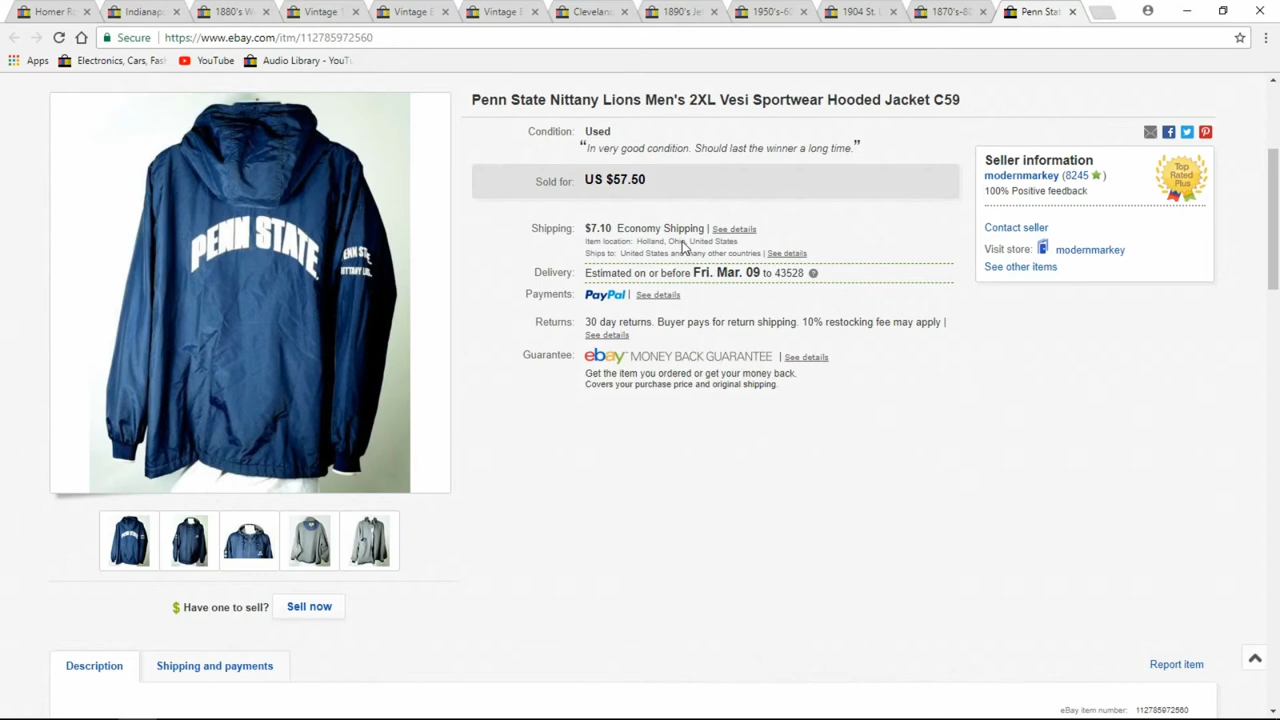 Homer R
Indianap
1880's W
Vintage
Vintage E
Vintage E
Cleveland
1890's Je
1950's-60
1904 St. L
1870's-80
Penn Stat
Secure
https://www.ebay.com/itm/112785972560
Apps
Electronics, Cars, Fash
YouTube
Audio Library - YouTu
Penn State Nittany Lions Men's 2XL Vesi Sportwear Hooded Jacket C59
Condition: Used
"In very good condition. Should last the winner a long time."
Sold for: US $57.50
Shipping: $7.10 Economy Shipping | See details
Item location: Holland, Ohio, United States
Ships to: United States and many other countries | See details
Delivery: Estimated on or before Fri. Mar. 09 to 43528
Payments: PayPal | See details
Returns: 30 day returns. Buyer pays for return shipping. 10% restocking fee may apply |
See details
Guarantee: ebay MONEY BACK GUARANTEE | See details
Get the item you ordered or get your money back.
Covers your purchase price and original shipping.
Seller information
modernmarkey (8245 )
100% Positive feedback
Top
Rated
Plus
Contact seller
Visit store: modernmarkey
See other items
PENN STATE
PENN STATE
NITTANY LIO
$ Have one to sell? Sell now
Description
Shipping and payments
Report item
eBay item number: 112785972560